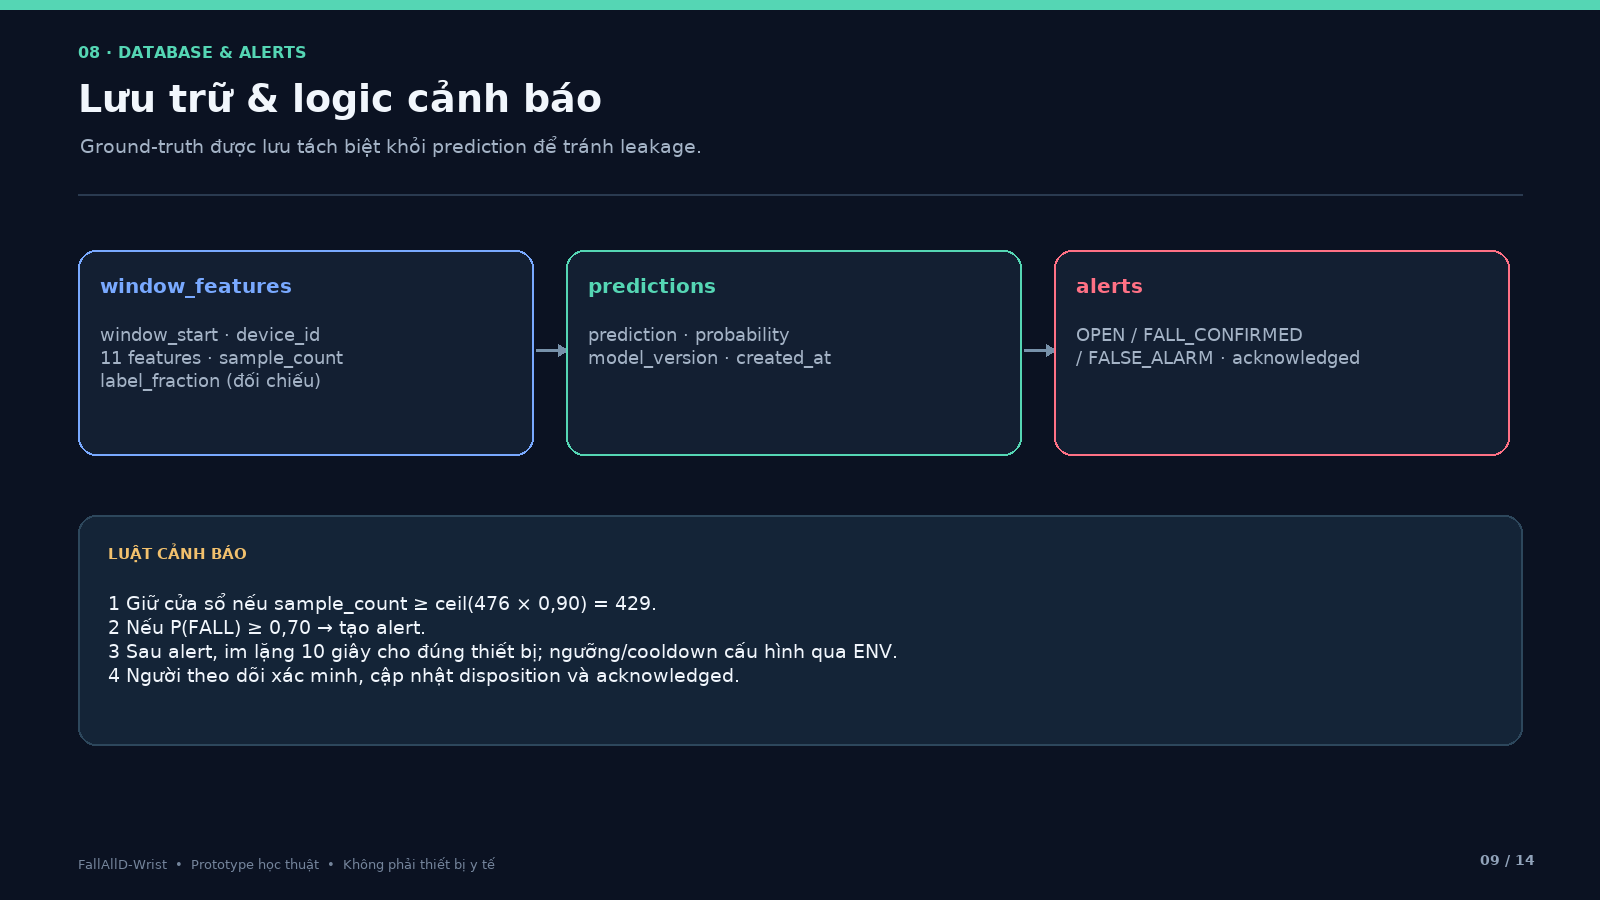 08 · DATABASE & ALERTS
Lưu trữ & logic cảnh báo
Ground-truth được lưu tách biệt khỏi prediction để tránh leakage.
window_features
window_start · device_id
11 features · sample_count
label_fraction (đối chiếu)
predictions
prediction · probability
model_version · created_at
alerts
OPEN / FALL_CONFIRMED
/ FALSE_ALARM · acknowledged
LUẬT CẢNH BÁO
1 Giữ cửa sổ nếu sample_count ≥ ceil(476 × 0,90) = 429.
2 Nếu P(FALL) ≥ 0,70 → tạo alert.
3 Sau alert, im lặng 10 giây cho đúng thiết bị; ngưỡng/cooldown cấu hình qua ENV.
4 Người theo dõi xác minh, cập nhật disposition và acknowledged.
FallAllD-Wrist • Prototype học thuật • Không phải thiết bị y tế
09 / 14